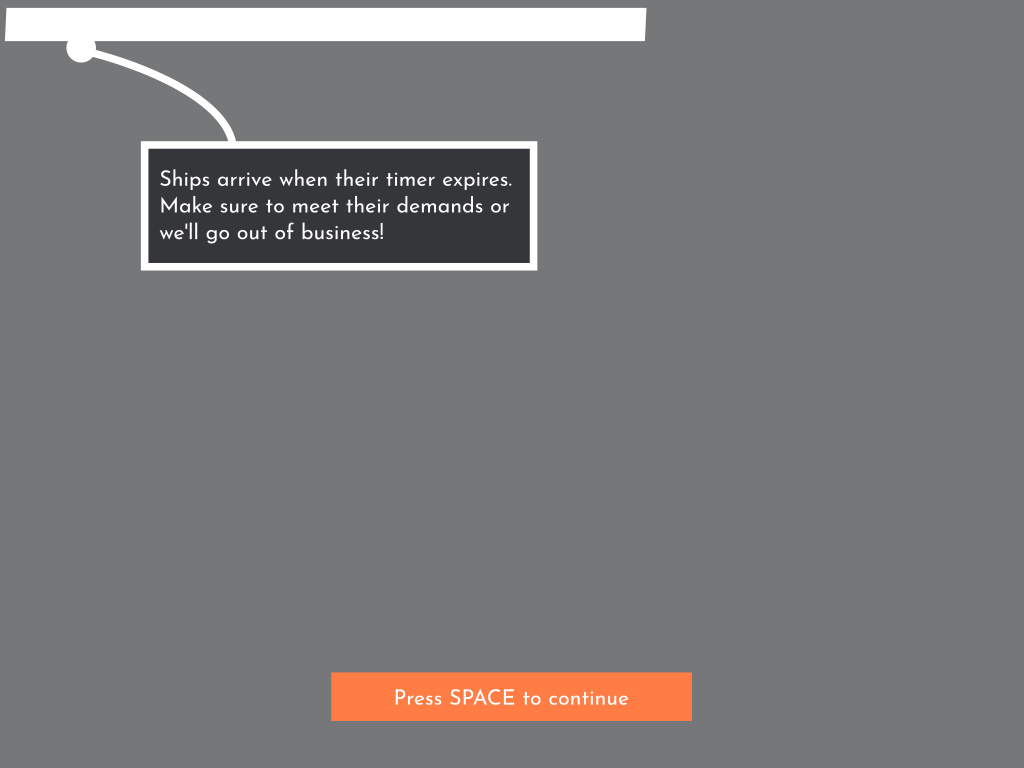 Ships arrive when their timer expires.
Make sure to meet their demands or
we'll go out of business!
Press SPACE to continue